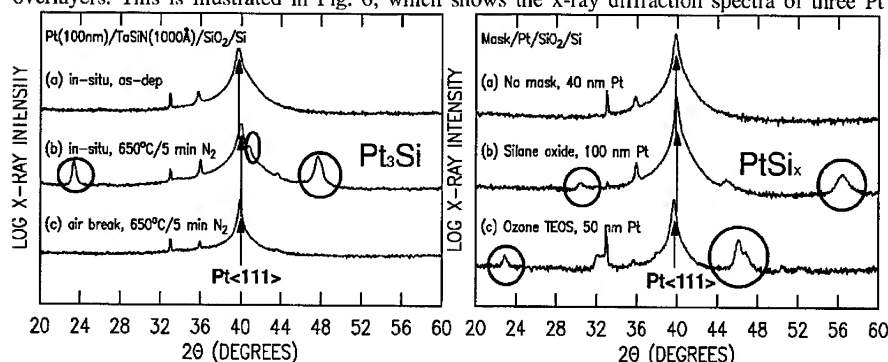 overlayers. This is illustrated in Fig. 6, which shows the x-ray diffraction spectra of three Pt
LOG X-RAY INTENSITY
Pt(100nm)/TaSiN(1000Å)/SiO₂/Si
(a) in-situ, as-dep
(b) in-situ, 650°C/5 min N₂
Pt₃Si
(c) air break, 650°C/5 min N₂
Pt<111>
20 24 28 32 36 40 44 48 52 56 60
2θ (DEGREES)
LOG X-RAY INTENSITY
Mask/Pt/SiO₂/Si
(a) No mask, 40 nm Pt
(b) Silane oxide, 100 nm Pt
PtSiₓ
(c) Ozone TEOS, 50 nm Pt
Pt<111>
20 24 28 32 36 40 44 48 52 56 60
2θ (DEGREES)